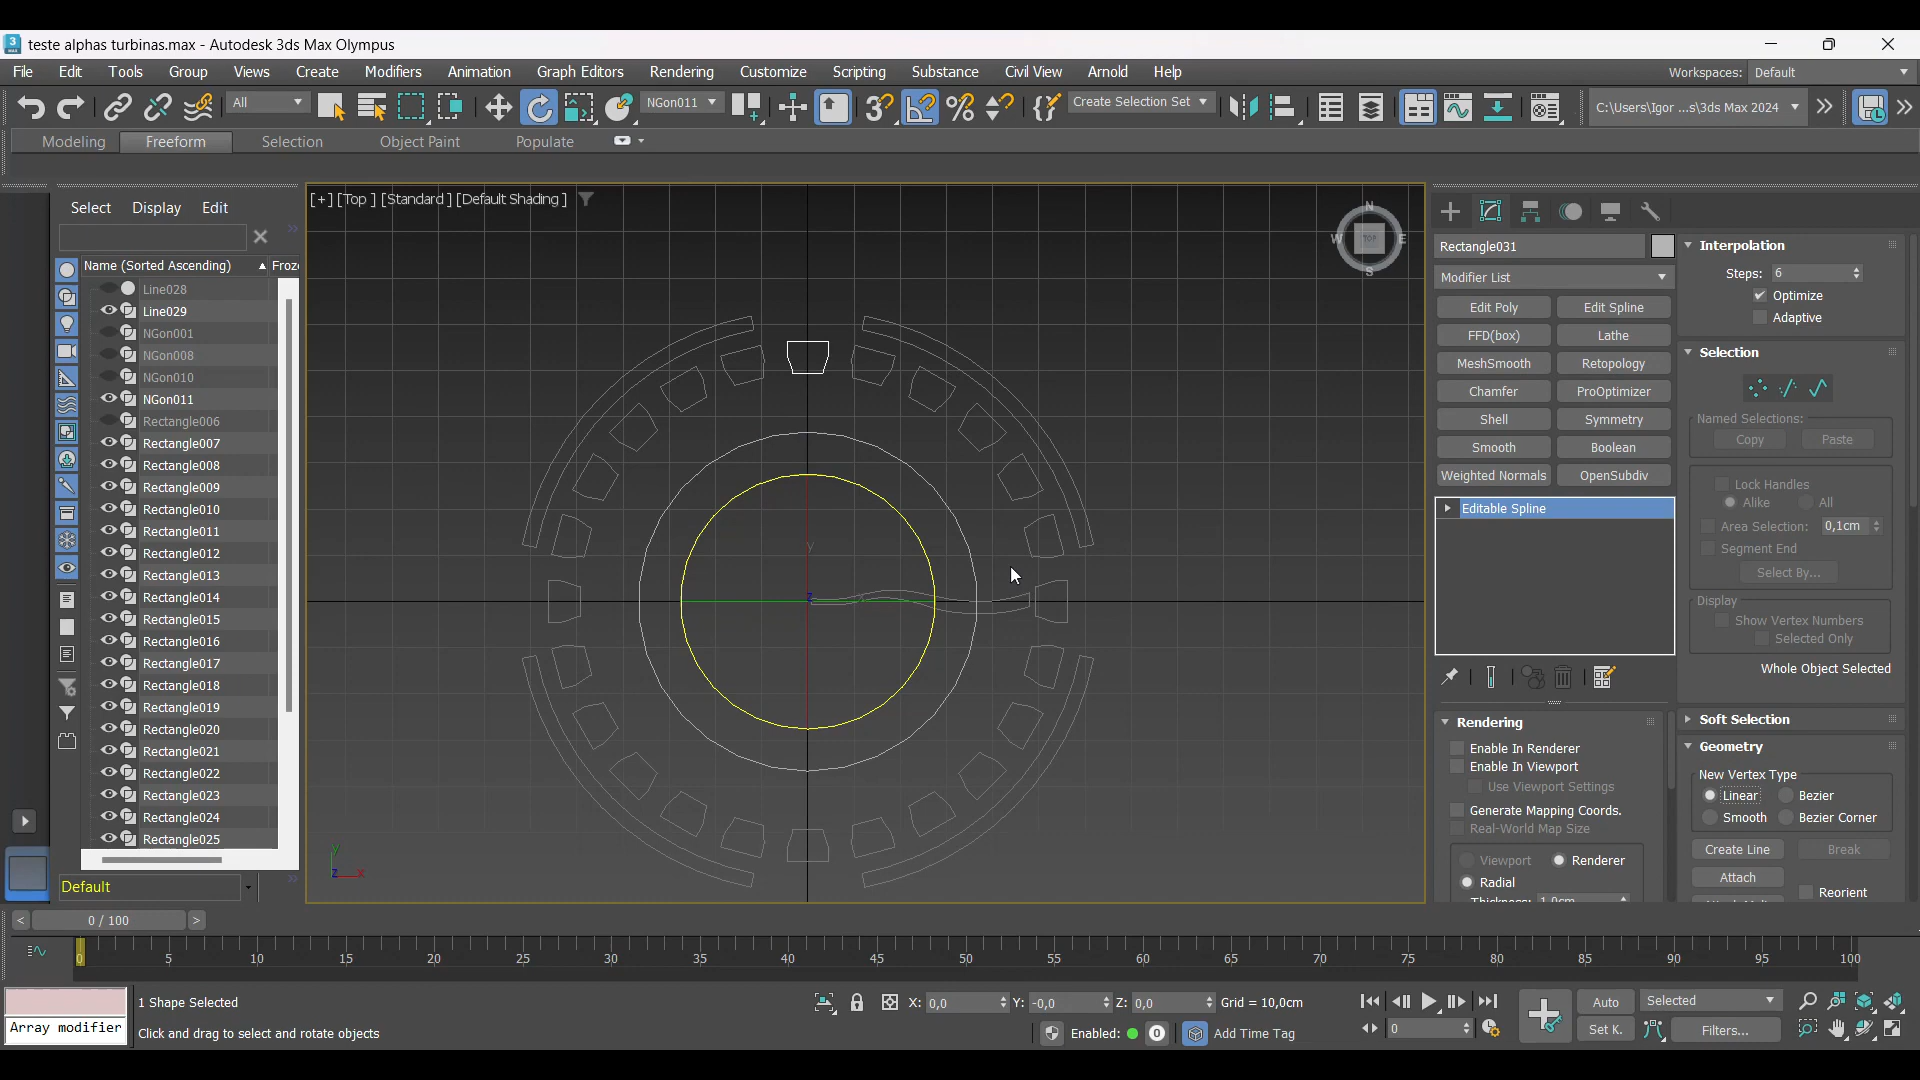 teste alphas turbinas.max - Autodesk 3ds Max Olympus
File Edit Tools Group Views Create Modifiers Animation Graph Editors Rendering Customize Scripting Substance Civil View Arnold Help
Workspaces: Default
All
NGon011
Create Selection Set
C:\Users\Igor ...s\3ds Max 2024
Modeling Freeform Selection Object Paint Populate
Select Display Edit
Name (Sorted Ascending) Froz
Line028
Line029
NGon001
NGon008
NGon010
NGon011
Rectangle006
Rectangle007
Rectangle008
Rectangle009
Rectangle010
Rectangle011
Rectangle012
Rectangle013
Rectangle014
Rectangle015
Rectangle016
Rectangle017
Rectangle018
Rectangle019
Rectangle020
Rectangle021
Rectangle022
Rectangle023
Rectangle024
Rectangle025
Default
[+] [Top ] [Standard ] [Default Shading ]
N
W TOP E
S
y
z
y
z x
Rectangle031
Modifier List
Edit Poly Edit Spline
FFD(box) Lathe
MeshSmooth Retopology
Chamfer ProOptimizer
Shell Symmetry
Smooth Boolean
Weighted Normals OpenSubdiv
Editable Spline
Rendering
Enable In Renderer
Enable In Viewport
Use Viewport Settings
Generate Mapping Coords.
Real-World Map Size
Viewport Renderer
Radial
Thickness: 1,0cm
Interpolation
Steps: 6
Optimize
Adaptive
Selection
Named Selections:
Copy Paste
Lock Handles
Alike All
Area Selection: 0,1cm
Segment End
Select By...
Display
Show Vertex Numbers
Selected Only
Whole Object Selected
Soft Selection
Geometry
New Vertex Type
Linear Bezier
Smooth Bezier Corner
Create Line Break
Attach
Reorient
< 0 / 100 >
0 5 10 15 20 25 30 35 40 45 50 55 60 65 70 75 80 85 90 95 100
1 Shape Selected
Array modifier
Click and drag to select and rotate objects
X: 0,0 Y: -0,0 Z: 0,0 Grid = 10,0cm
Enabled: 0 Add Time Tag
0
Auto Selected
Set K. Filters...